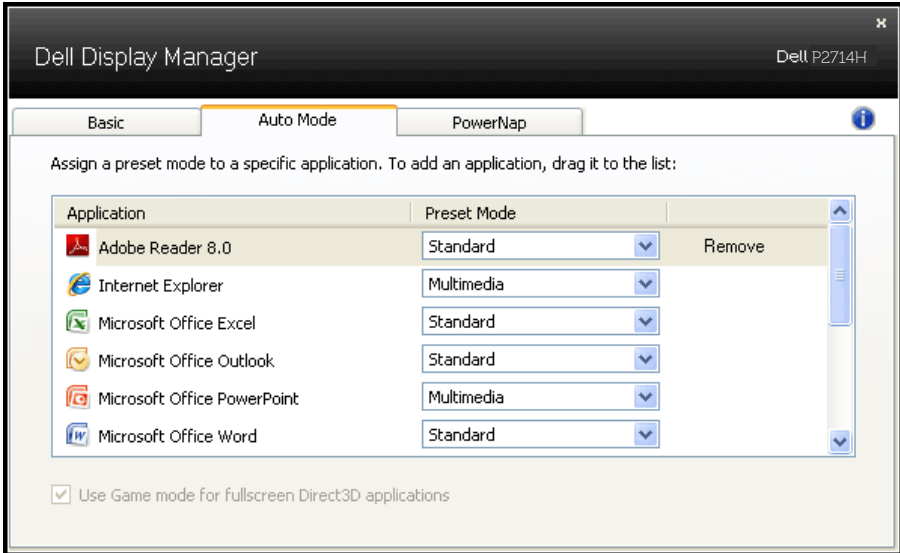 x
Dell Display Manager
Dell P2714H
Basic
Auto Mode
PowerNap
i
Assign a preset mode to a specific application. To add an application, drag it to the list:
Application Preset Mode
Adobe Reader 8.0 Standard Remove
Internet Explorer Multimedia
Microsoft Office Excel Standard
Microsoft Office Outlook Standard
Microsoft Office PowerPoint Multimedia
Microsoft Office Word Standard
Use Game mode for fullscreen Direct3D applications